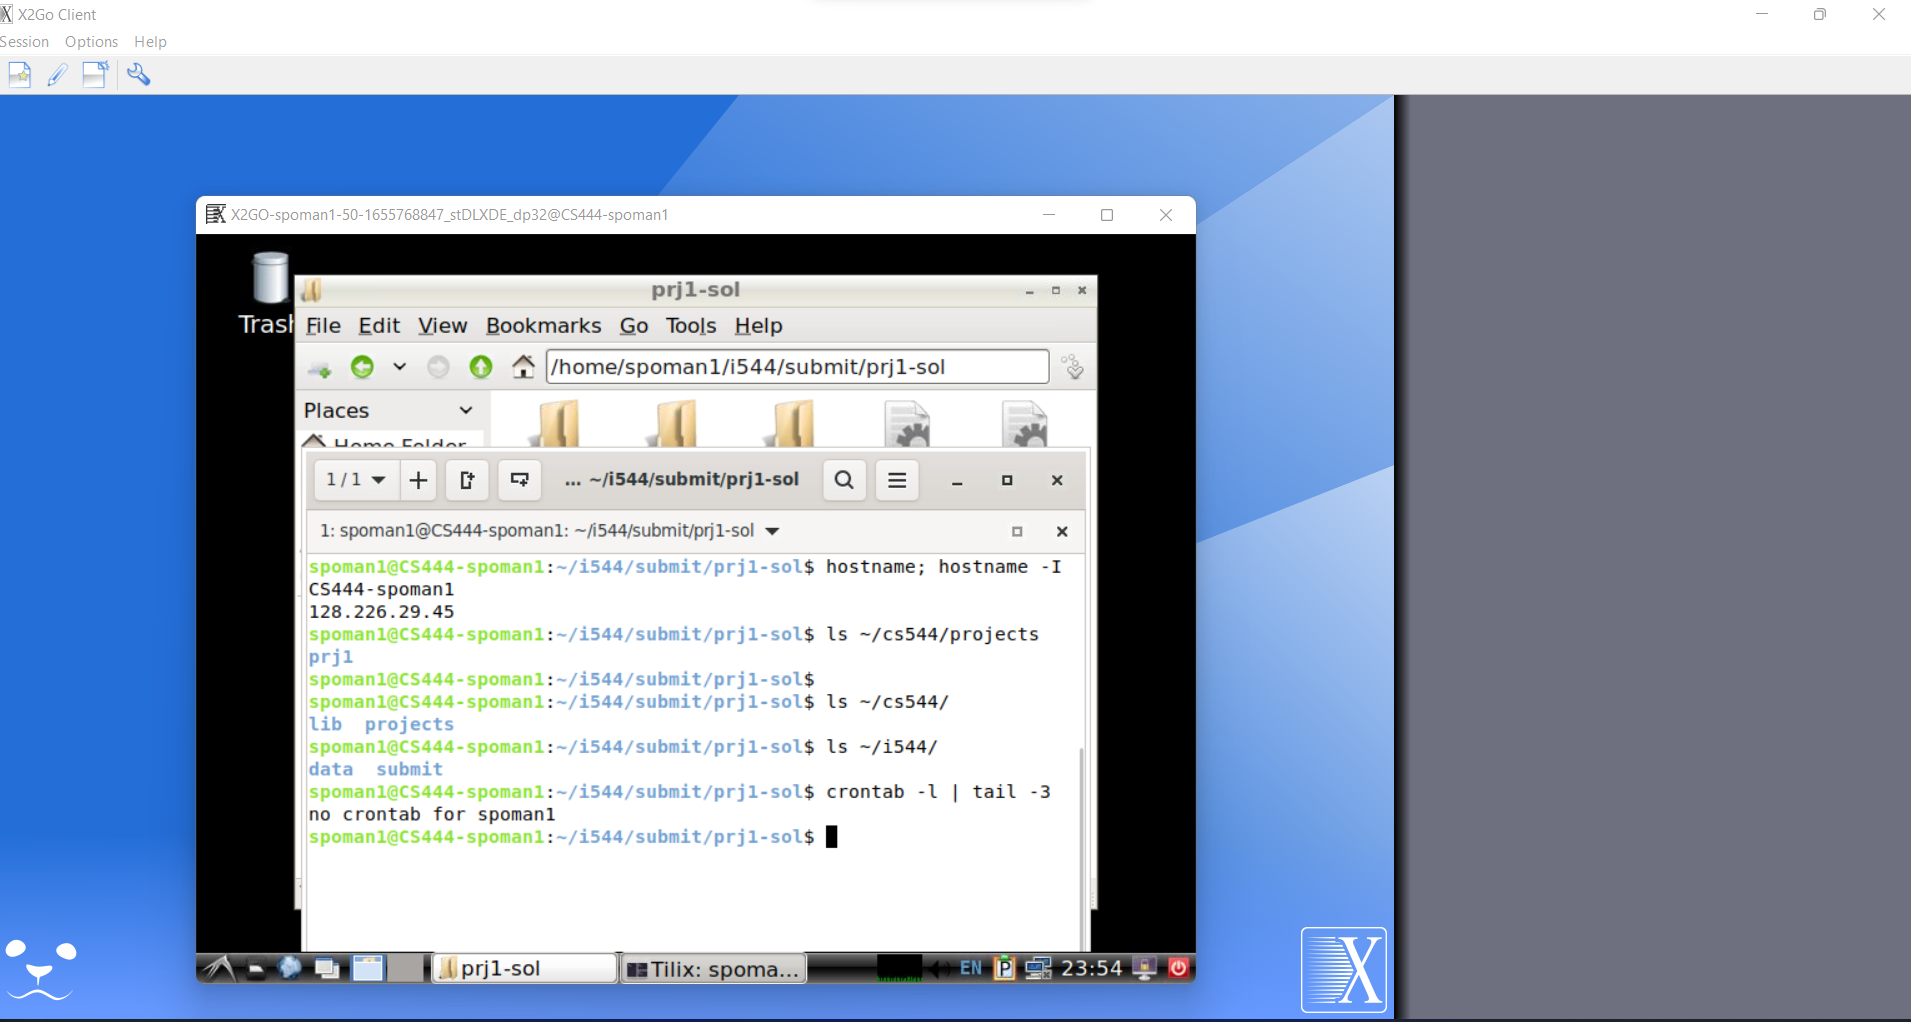 X2Go Client
Session Options Help
X2GO-spoman1-50-1655768847_stDLXDE_dp32@CS444-spoman1
prj1-sol
Trash
File Edit View Bookmarks Go Tools Help
/home/spoman1/i544/submit/prj1-sol
Places
Home Folder
1 / 1 ... ~/i544/submit/prj1-sol
1: spoman1@CS444-spoman1: ~/i544/submit/prj1-sol
spoman1@CS444-spoman1:~/i544/submit/prj1-sol$ hostname; hostname -I
CS444-spoman1
128.226.29.45
spoman1@CS444-spoman1:~/i544/submit/prj1-sol$ ls ~/cs544/projects
prj1
spoman1@CS444-spoman1:~/i544/submit/prj1-sol$
spoman1@CS444-spoman1:~/i544/submit/prj1-sol$ ls ~/cs544/
lib projects
spoman1@CS444-spoman1:~/i544/submit/prj1-sol$ ls ~/i544/
data submit
spoman1@CS444-spoman1:~/i544/submit/prj1-sol$ crontab -l | tail -3
no crontab for spoman1
spoman1@CS444-spoman1:~/i544/submit/prj1-sol$
prj1-sol Tilix: spoma... EN P 23:54
X